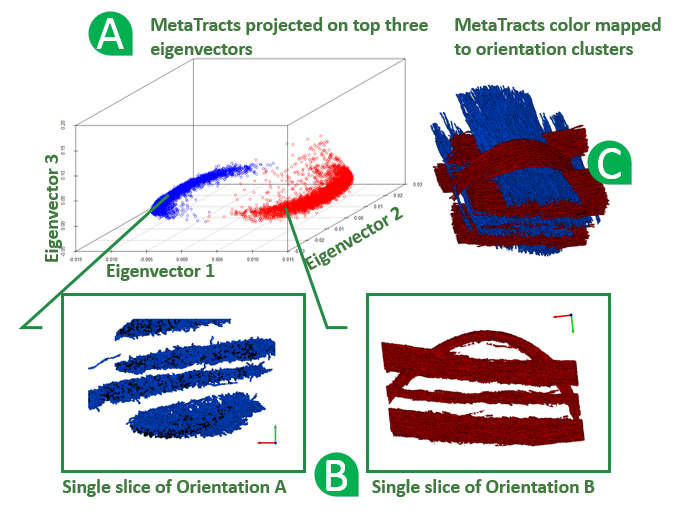 A
MetaTracts projected on top three
eigenvectors
MetaTracts color mapped
to orientation clusters
C
Eigenvector 3
0.20
0.15
0.10
0.05
0.00
-0.015
-0.010
-0.005
0.000
0.005
0.010
0.015
Eigenvector 1
-0.02
-0.01
0.00
0.01
0.02
0.03
Eigenvector 2
B
Single slice of Orientation A
Single slice of Orientation B